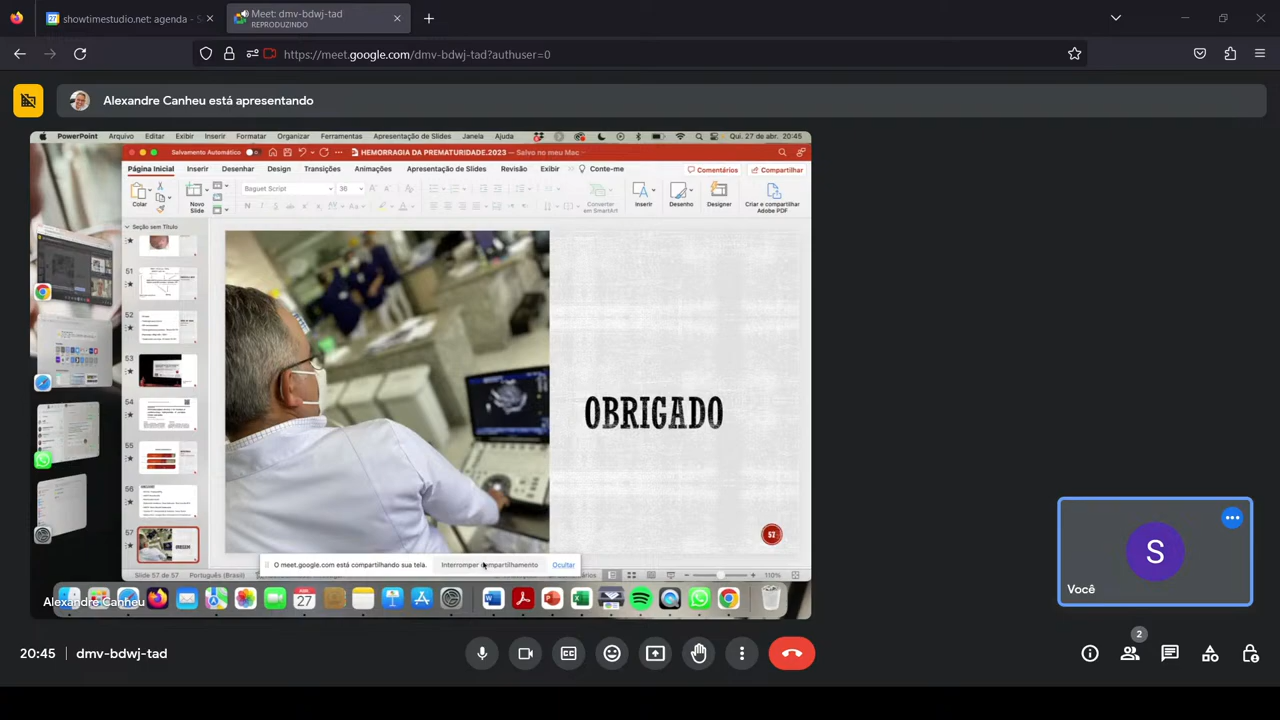 showtimestudio.net: agenda -
Meet: dmv-bdwj-tad
REPRODUZINDO
https://meet.google.com/dmv-bdwj-tad?authuser=0
Alexandre Canheu está apresentando
PowerPoint Arquivo Editar Exibir Inserir Formatar Organizar Ferramentas Apresentação de Slides Janela Ajuda Qui. 27 de abr. 20:45
Salvamento Automático HEMORRAGIA DA PREMATURIDADE.2023 — Salvo no meu Mac
Página Inicial Inserir Desenhar Design Transições Animações Apresentação de Slides Revisão Exibir Conte-me Comentários Compartilhar
Baguet Script 36
Colar Novo Slide Converter em SmartArt Inserir Desenho Designer Criar e compartilhar Adobe PDF
Seção sem Título
51
52
53
54
55
56
57
OBRIGADO
57
O meet.google.com está compartilhando sua tela. Interromper compartilhamento Ocultar
Slide 57 de 57 Português (Brasil) 110%
27
Alexandre Canheu
S
Você
20:45 | dmv-bdwj-tad
2